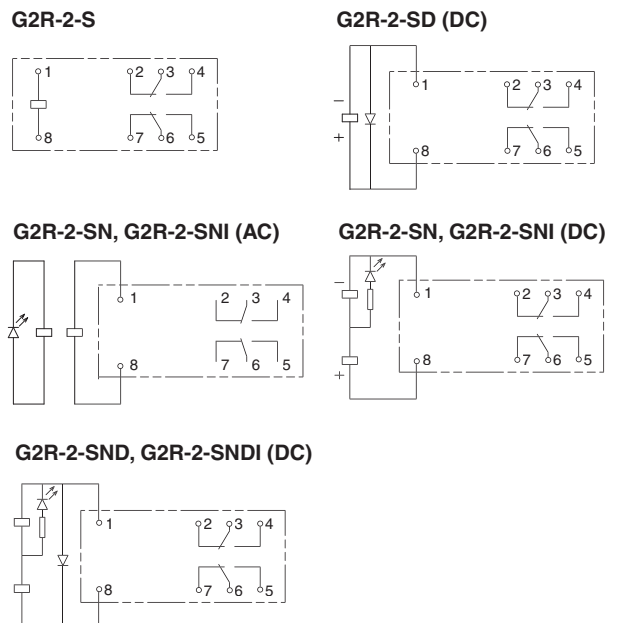 G2R-2-S
1 2 3 4
8 7 6 5
G2R-2-SD (DC)
1 2 3 4
−
+
8 7 6 5
G2R-2-SN, G2R-2-SNI (AC)
1 2 3 4
8 7 6 5
G2R-2-SN, G2R-2-SNI (DC)
−
1 2 3 4
8 7 6 5
+
G2R-2-SND, G2R-2-SNDI (DC)
1 2 3 4
8 7 6 5